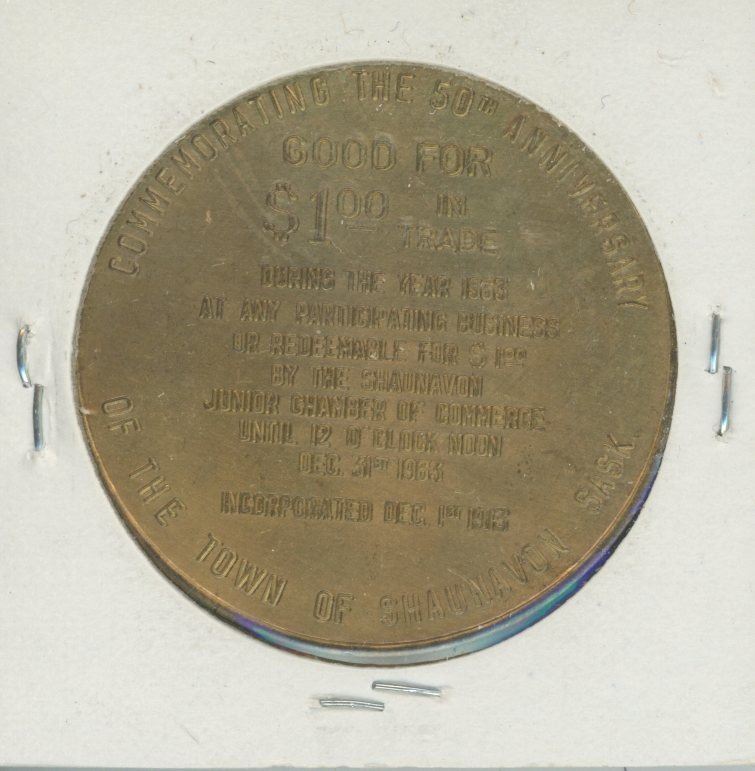 COMMEMORATING THE 50TH ANNIVERSARY
OF THE TOWN OF SHAUNAVON SASK.
GOOD FOR
$1.00 IN
TRADE
DURING THE YEAR 1963
AT ANY PARTICIPATING BUSINESS
OR REDEEMABLE FOR $1.00
BY THE SHAUNAVON
JUNIOR CHAMBER OF COMMERCE
UNTIL 12 O'CLOCK NOON
DEC. 31ST 1963
INCORPORATED DEC. 1ST 1913